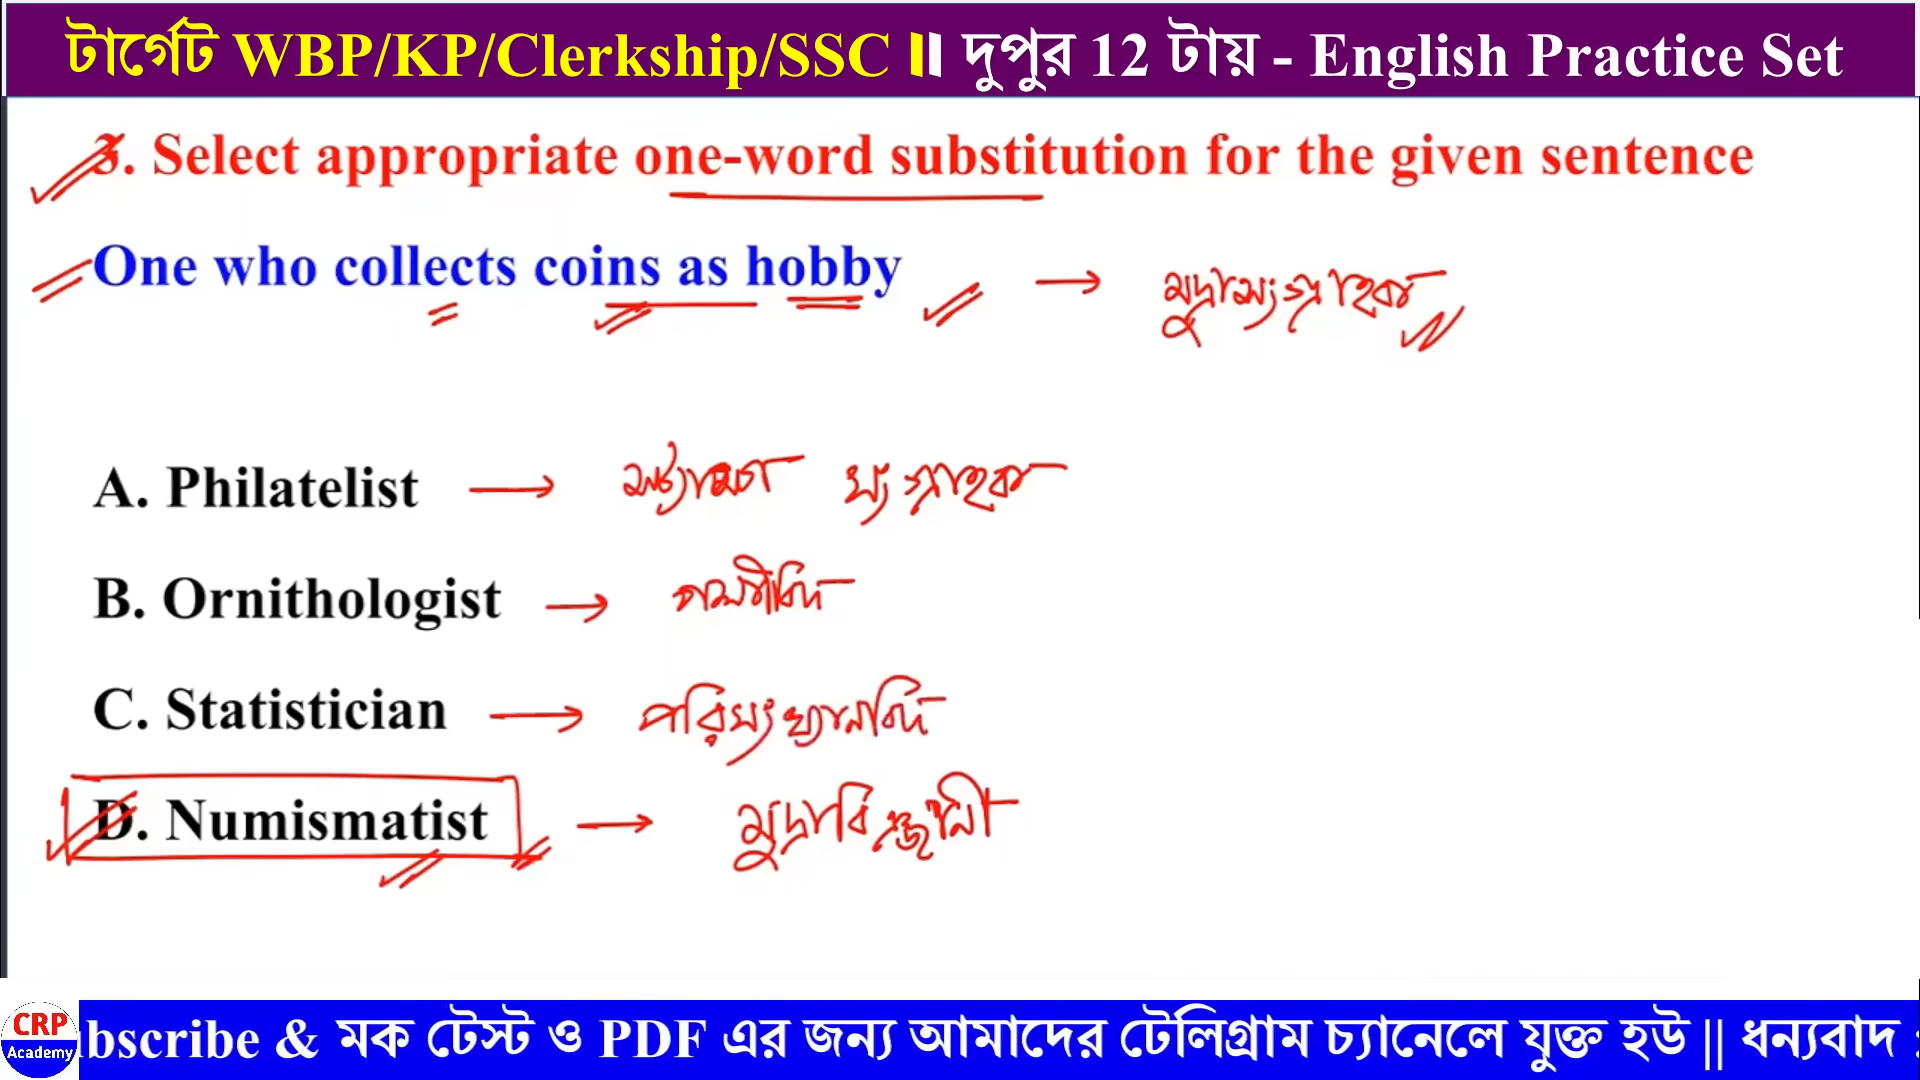 টার্গেট WBP/KP/Clerkship/SSC ॥ দুপুর 12 টায় - English Practice Set
3. Select appropriate one-word substitution for the given sentence
One who collects coins as hobby → মুদ্রাসংগ্রাহক
A. Philatelist → স্ট্যাম্প সংগ্রাহক
B. Ornithologist → পক্ষীবিদ
C. Statistician → পরিসংখ্যানবিদ
D. Numismatist → মুদ্রাবিজ্ঞানী
CRP
Academy
bscribe & মক টেস্ট ও PDF এর জন্য আমাদের টেলিগ্রাম চ্যানেলে যুক্ত হউ || ধন্যবাদ :